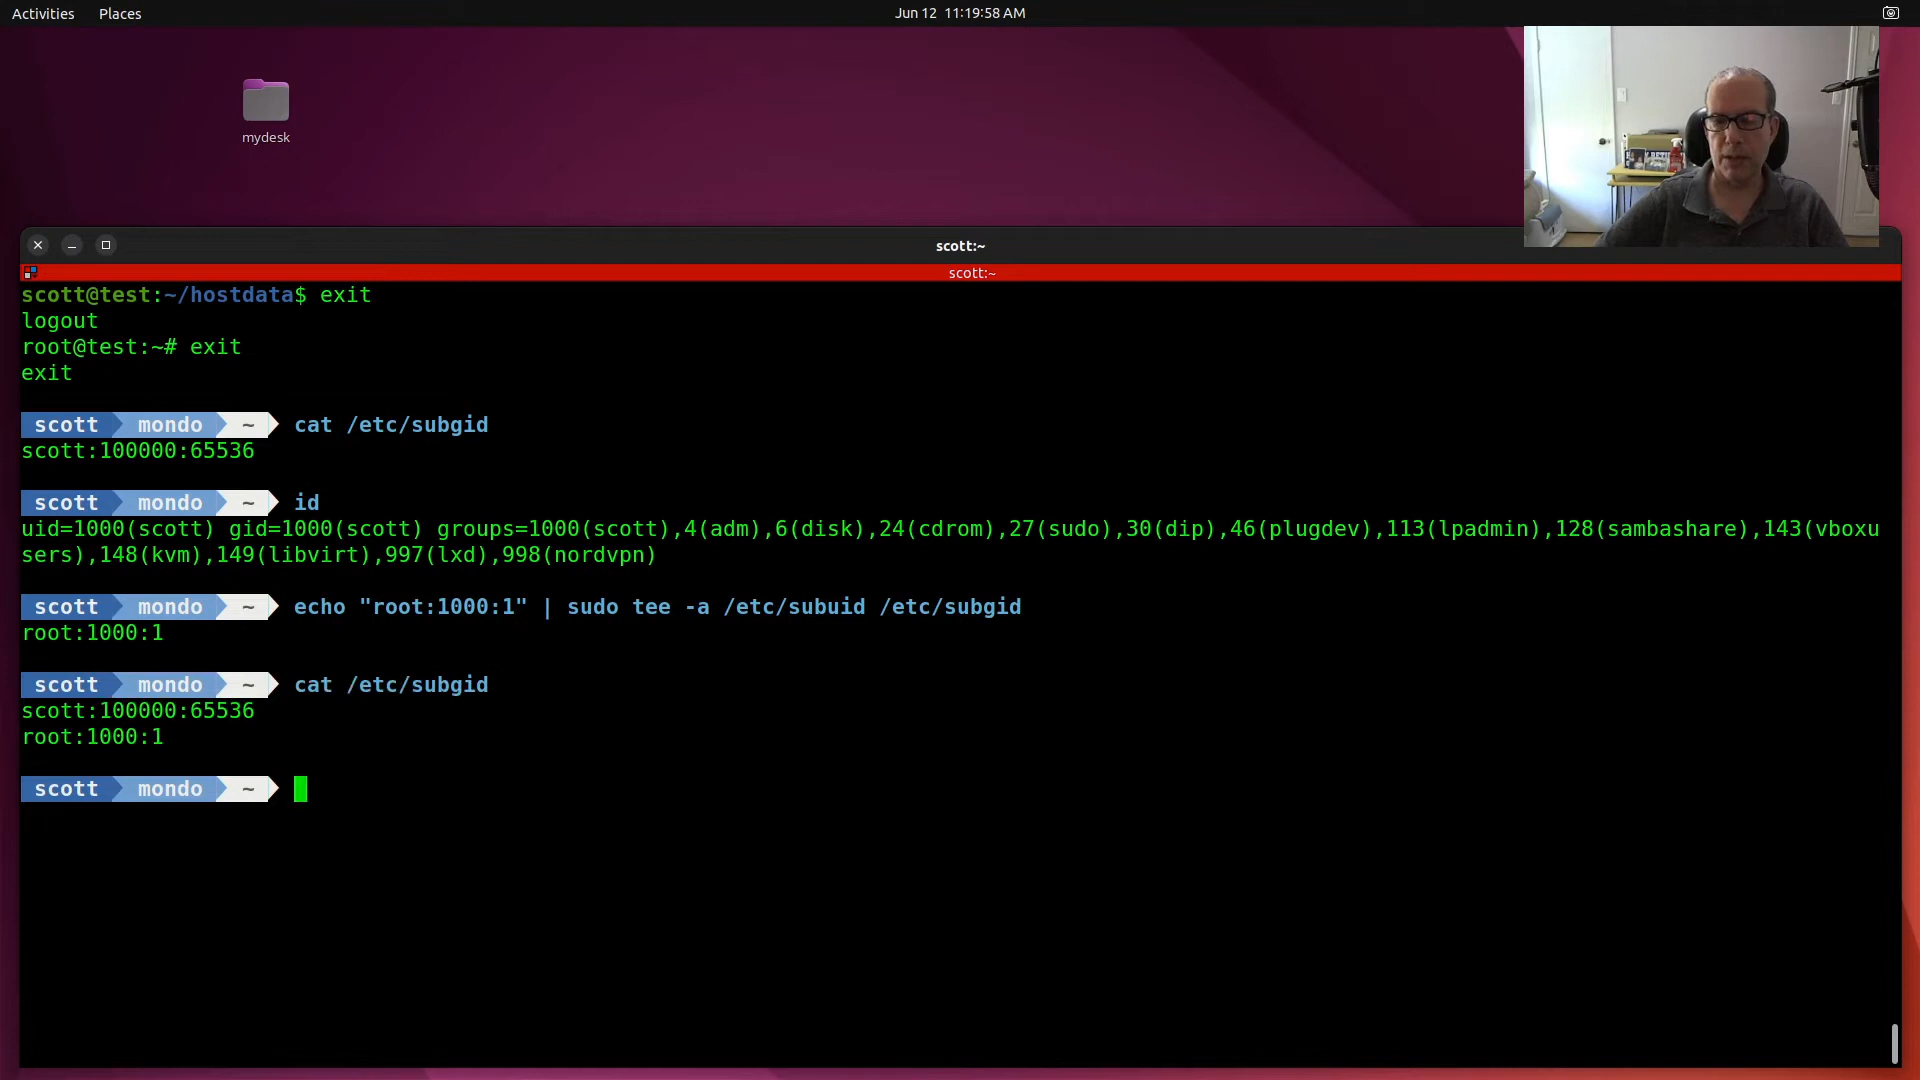 Activities Places Jun 12 11:19:58 AM
mydesk
scott:~
scott:~
scott@test:~/hostdata$ exit
logout
root@test:~# exit
exit
scott mondo ~ cat /etc/subgid
scott:100000:65536
scott mondo ~ id
uid=1000(scott) gid=1000(scott) groups=1000(scott),4(adm),6(disk),24(cdrom),27(sudo),30(dip),46(plugdev),113(lpadmin),128(sambashare),143(vboxu
sers),148(kvm),149(libvirt),997(lxd),998(nordvpn)
scott mondo ~ echo "root:1000:1" | sudo tee -a /etc/subuid /etc/subgid
root:1000:1
scott mondo ~ cat /etc/subgid
scott:100000:65536
root:1000:1
scott mondo ~